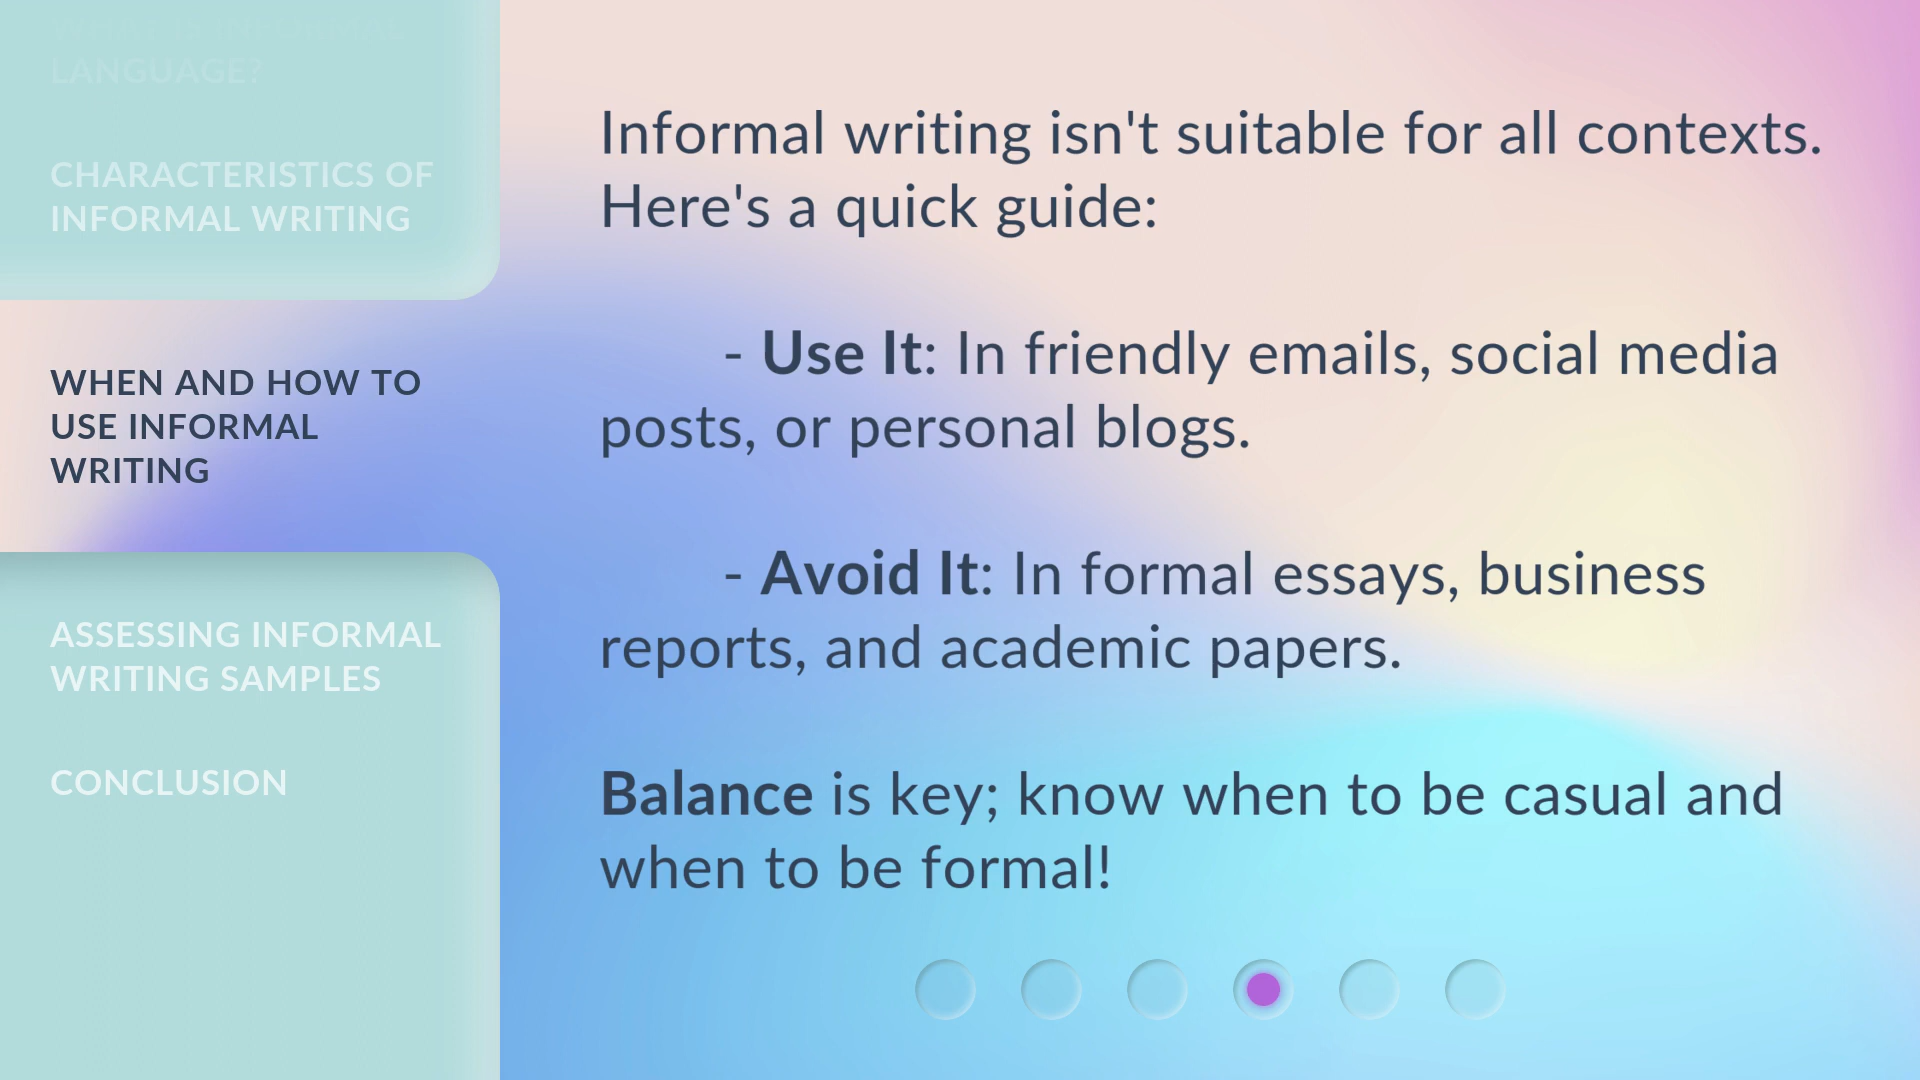 WHAT IS INFORMAL
LANGUAGE?
CHARACTERISTICS OF
INFORMAL WRITING
WHEN AND HOW TO
USE INFORMAL
WRITING
ASSESSING INFORMAL
WRITING SAMPLES
CONCLUSION
Informal writing isn't suitable for all contexts.
Here's a quick guide:
- Use It: In friendly emails, social media
posts, or personal blogs.
- Avoid It: In formal essays, business
reports, and academic papers.
Balance is key; know when to be casual and
when to be formal!